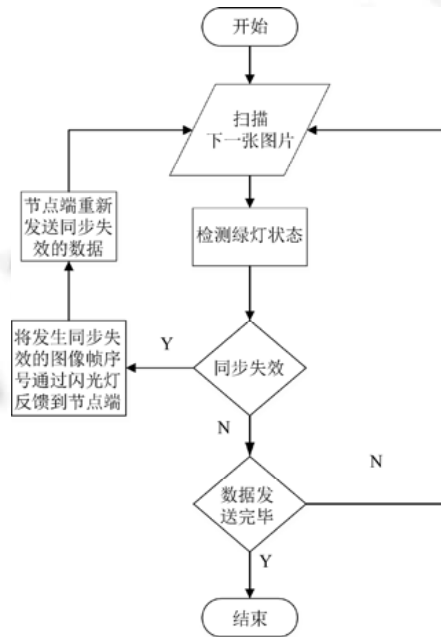 开始
扫描
下一张图片
节点端重新
发送同步失
效的数据
检测绿灯状态
将发生同步失
效的图像帧序
号通过闪光灯
反馈到节点端
Y
同步失效
N
数据发
送完毕
N
Y
结束